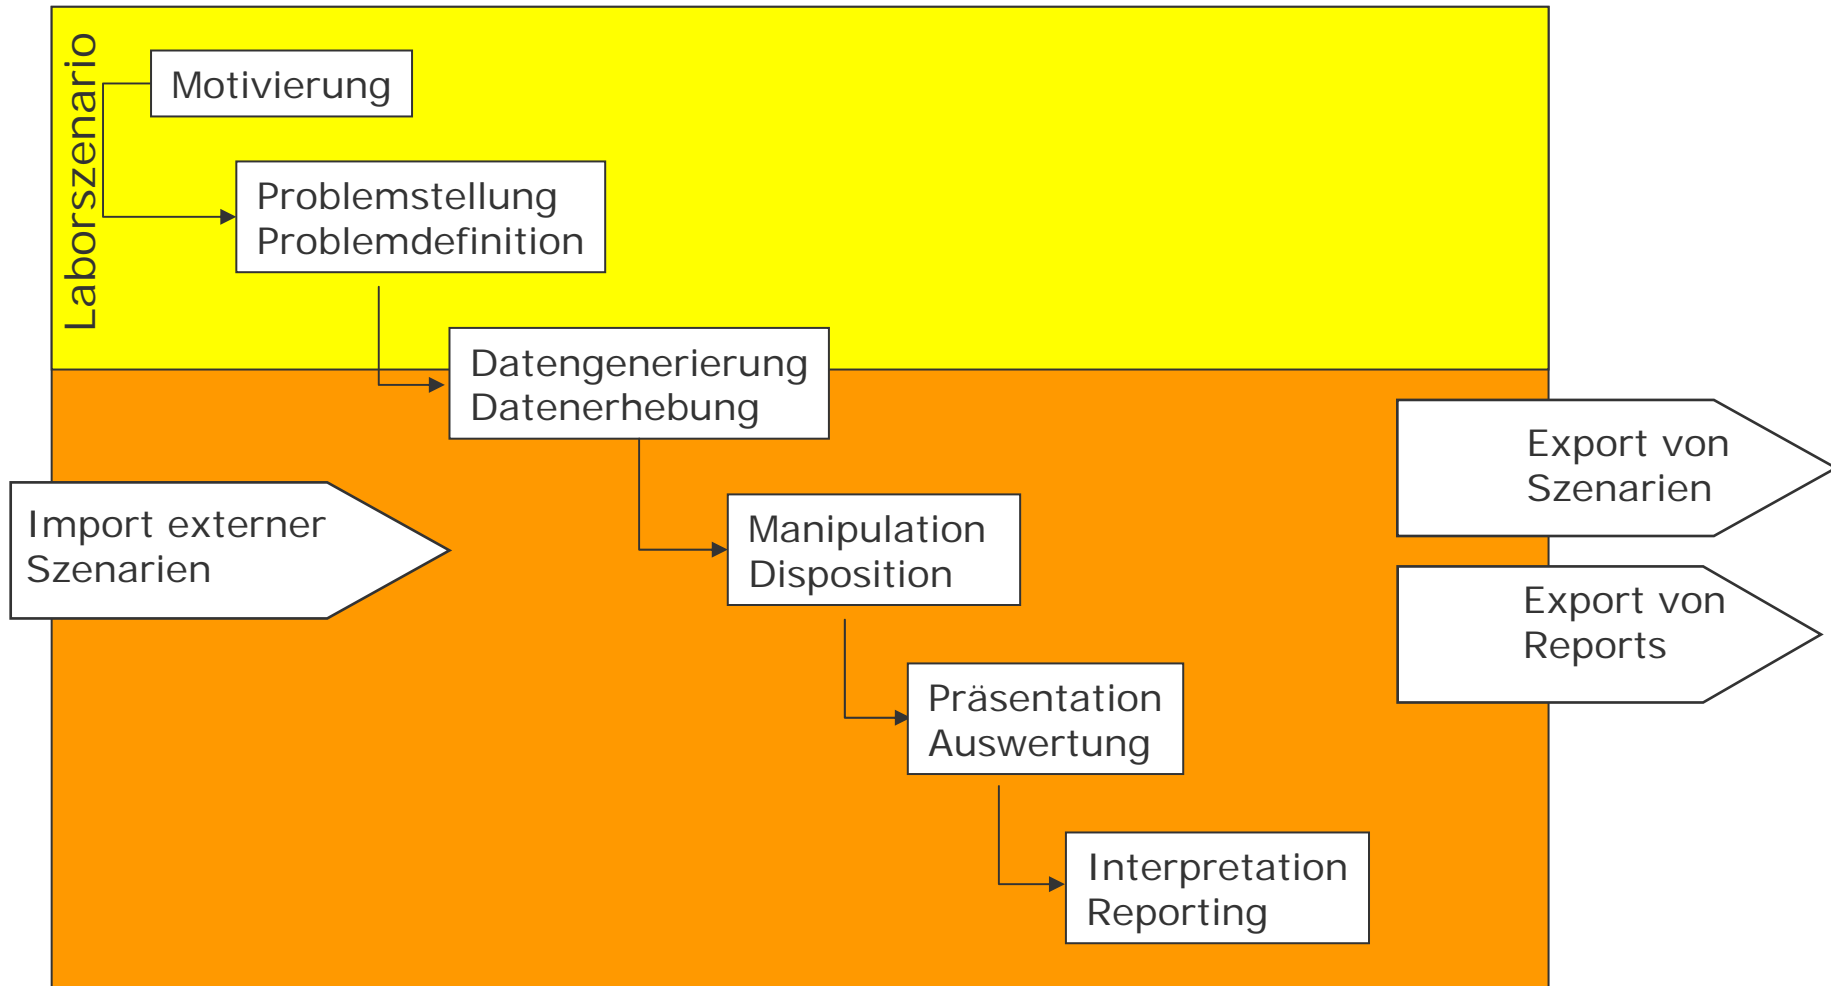 Laborszenario
Motivierung
Problemstellung
Problemdefinition
Datengenerierung
Datenerhebung
Import externer
Szenarien
Manipulation
Disposition
Präsentation
Auswertung
Interpretation
Reporting
Export von
Szenarien
Export von
Reports